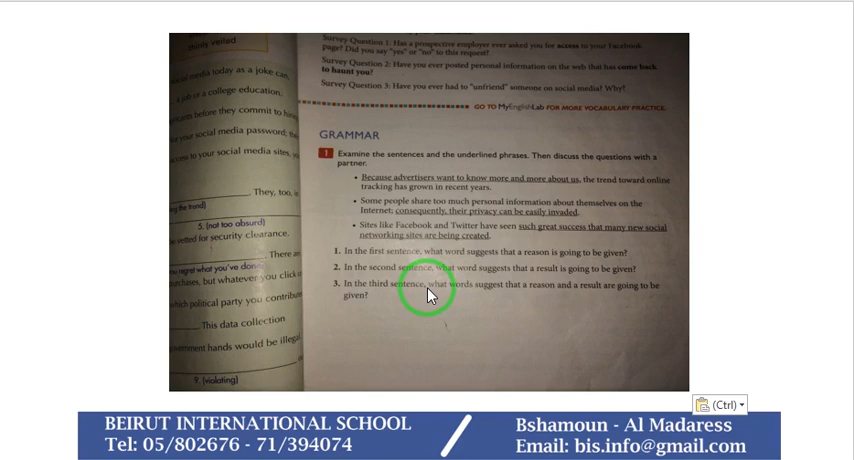 thinly veiled
social media today as a joke can
a job or a college education.
before they commit to
for your social media password;
access to your social media sites,
They, too,
ing the trend)
5. (not too absurd)
vetted for security clearance.
There
regret what you've done)
purchases, but whatever you click
which political party you
This data collection
hands would be illegal
9. (violating)
Survey Question 1: Has a prospective employer ever asked you for access to your Facebook
page? Did you say "yes" or "no" to this request?
Survey Question 2: Have you ever posted personal information on the web that has come back
to haunt you?
Survey Question 3: Have you ever had to "unfriend" someone on social media? Why?
GO TO MyEnglishLab FOR MORE VOCABULARY PRACTICE.
GRAMMAR
1 Examine the sentences and the underlined phrases. Then discuss the questions with a
partner.
• Because advertisers want to know more and more about us, the trend toward online
tracking has grown in recent years.
• Some people share too much personal information about themselves on the
Internet; consequently, their privacy can be easily invaded.
• Sites like Facebook and Twitter have seen such great success that many new social
networking sites are being created.
1. In the first sentence, what word suggests that a reason is going to be given?
2. In the second sentence, what word suggests that a result is going to be given?
3. In the third sentence, what words suggest that a reason and a result are going to be
given?
(Ctrl)
BEIRUT INTERNATIONAL SCHOOL
Tel: 05/802676 - 71/394074
Bshamoun - Al Madaress
Email: bis.info@gmail.com